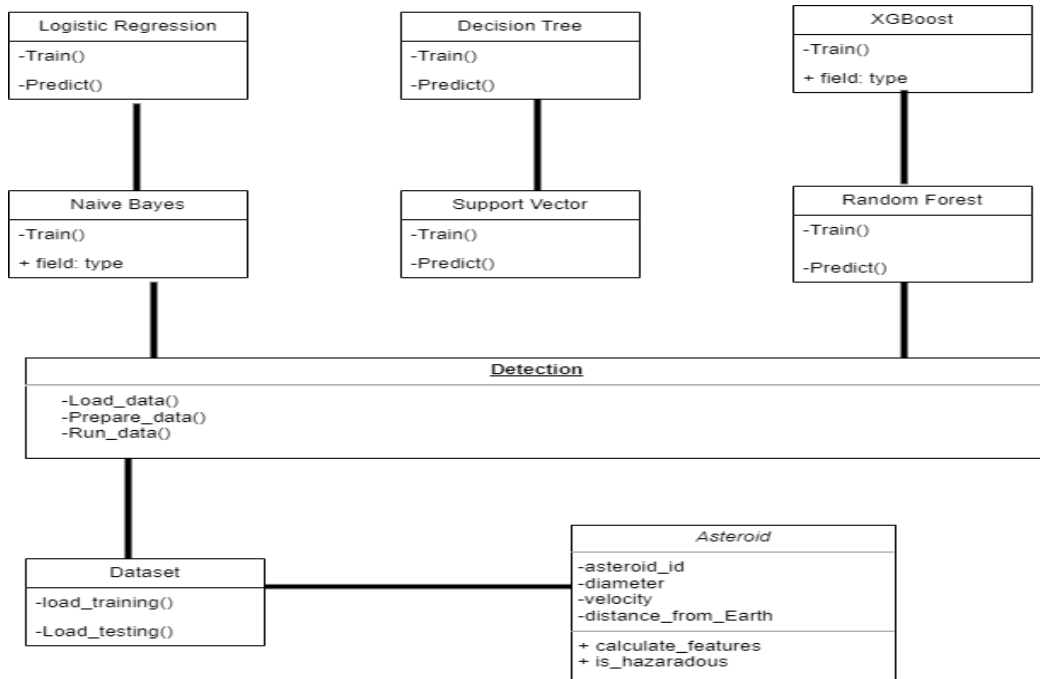 Logistic Regression
-Train()
-Predict()
Decision Tree
-Train()
-Predict()
XGBoost
-Train()
+ field: type
Naive Bayes
-Train()
+ field: type
Support Vector
-Train()
-Predict()
Random Forest
-Train()
-Predict()
Detection
-Load_data()
-Prepare_data()
-Run_data()
Dataset
-load_training()
-Load_testing()
Asteroid
-asteroid_id
-diameter
-velocity
-distance_from_Earth
+ calculate_features
+ is_hazaradous